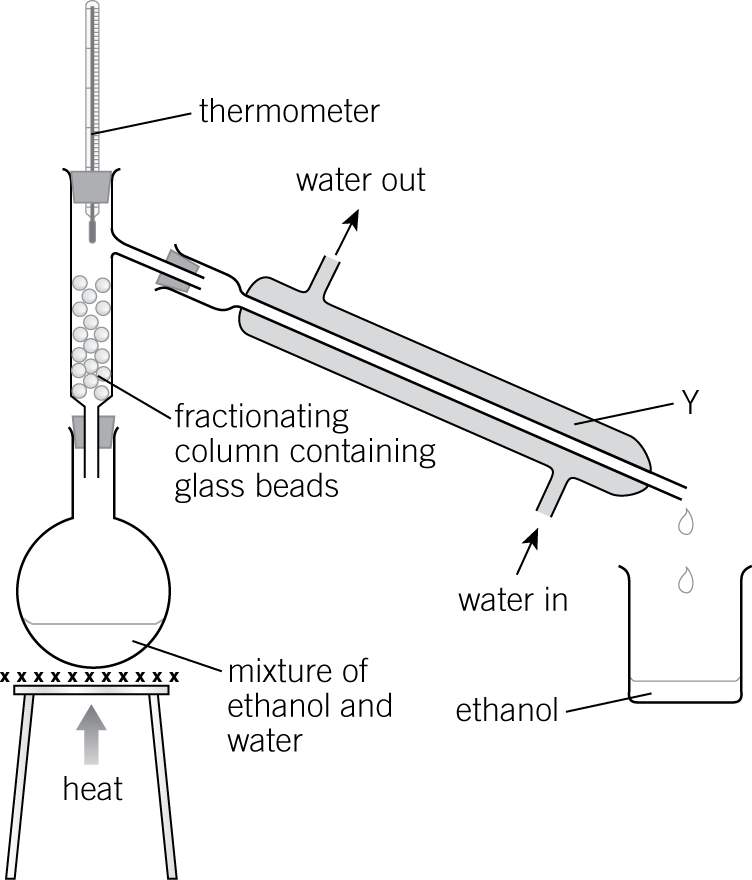 thermometer
water out
Y
fractionating
column containing
glass beads
water in
mixture of
ethanol and
water
ethanol
x x x x x x x x x x x
heat